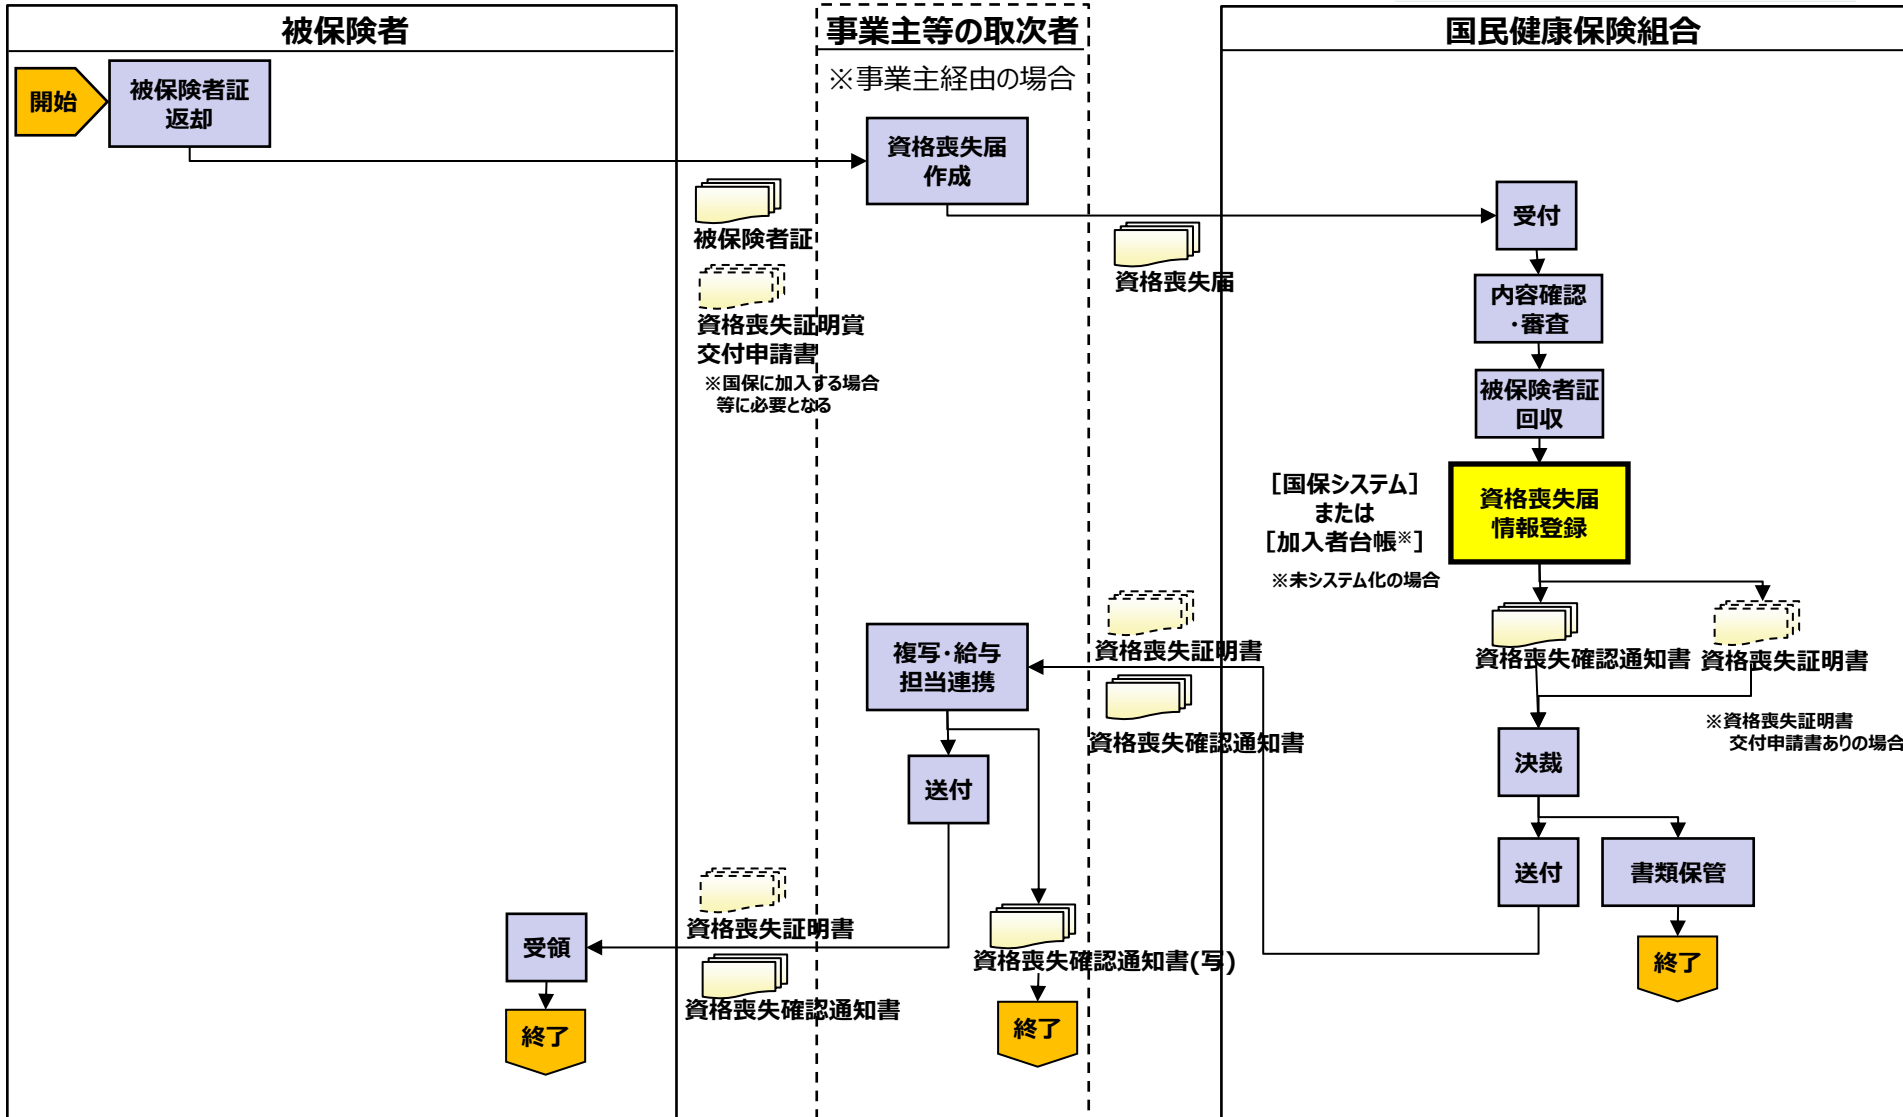 被保険者
事業主等の取次者
国民健康保険組合
※事業主経由の場合
開始
被保険者証
返却
資格喪失届
作成
被保険者証
資格喪失証明賞
交付申請書
※国保に加入する場合
等に必要となる
資格喪失届
受付
内容確認
・審査
被保険者証
回収
[国保システム]
または
[加入者台帳※]
※未システム化の場合
資格喪失届
情報登録
資格喪失確認通知書
資格喪失証明書
※資格喪失証明書
交付申請書ありの場合
決裁
送付
書類保管
終了
資格喪失証明書
資格喪失確認通知書
複写・給与
担当連携
送付
資格喪失確認通知書(写)
終了
資格喪失証明書
資格喪失確認通知書
受領
終了